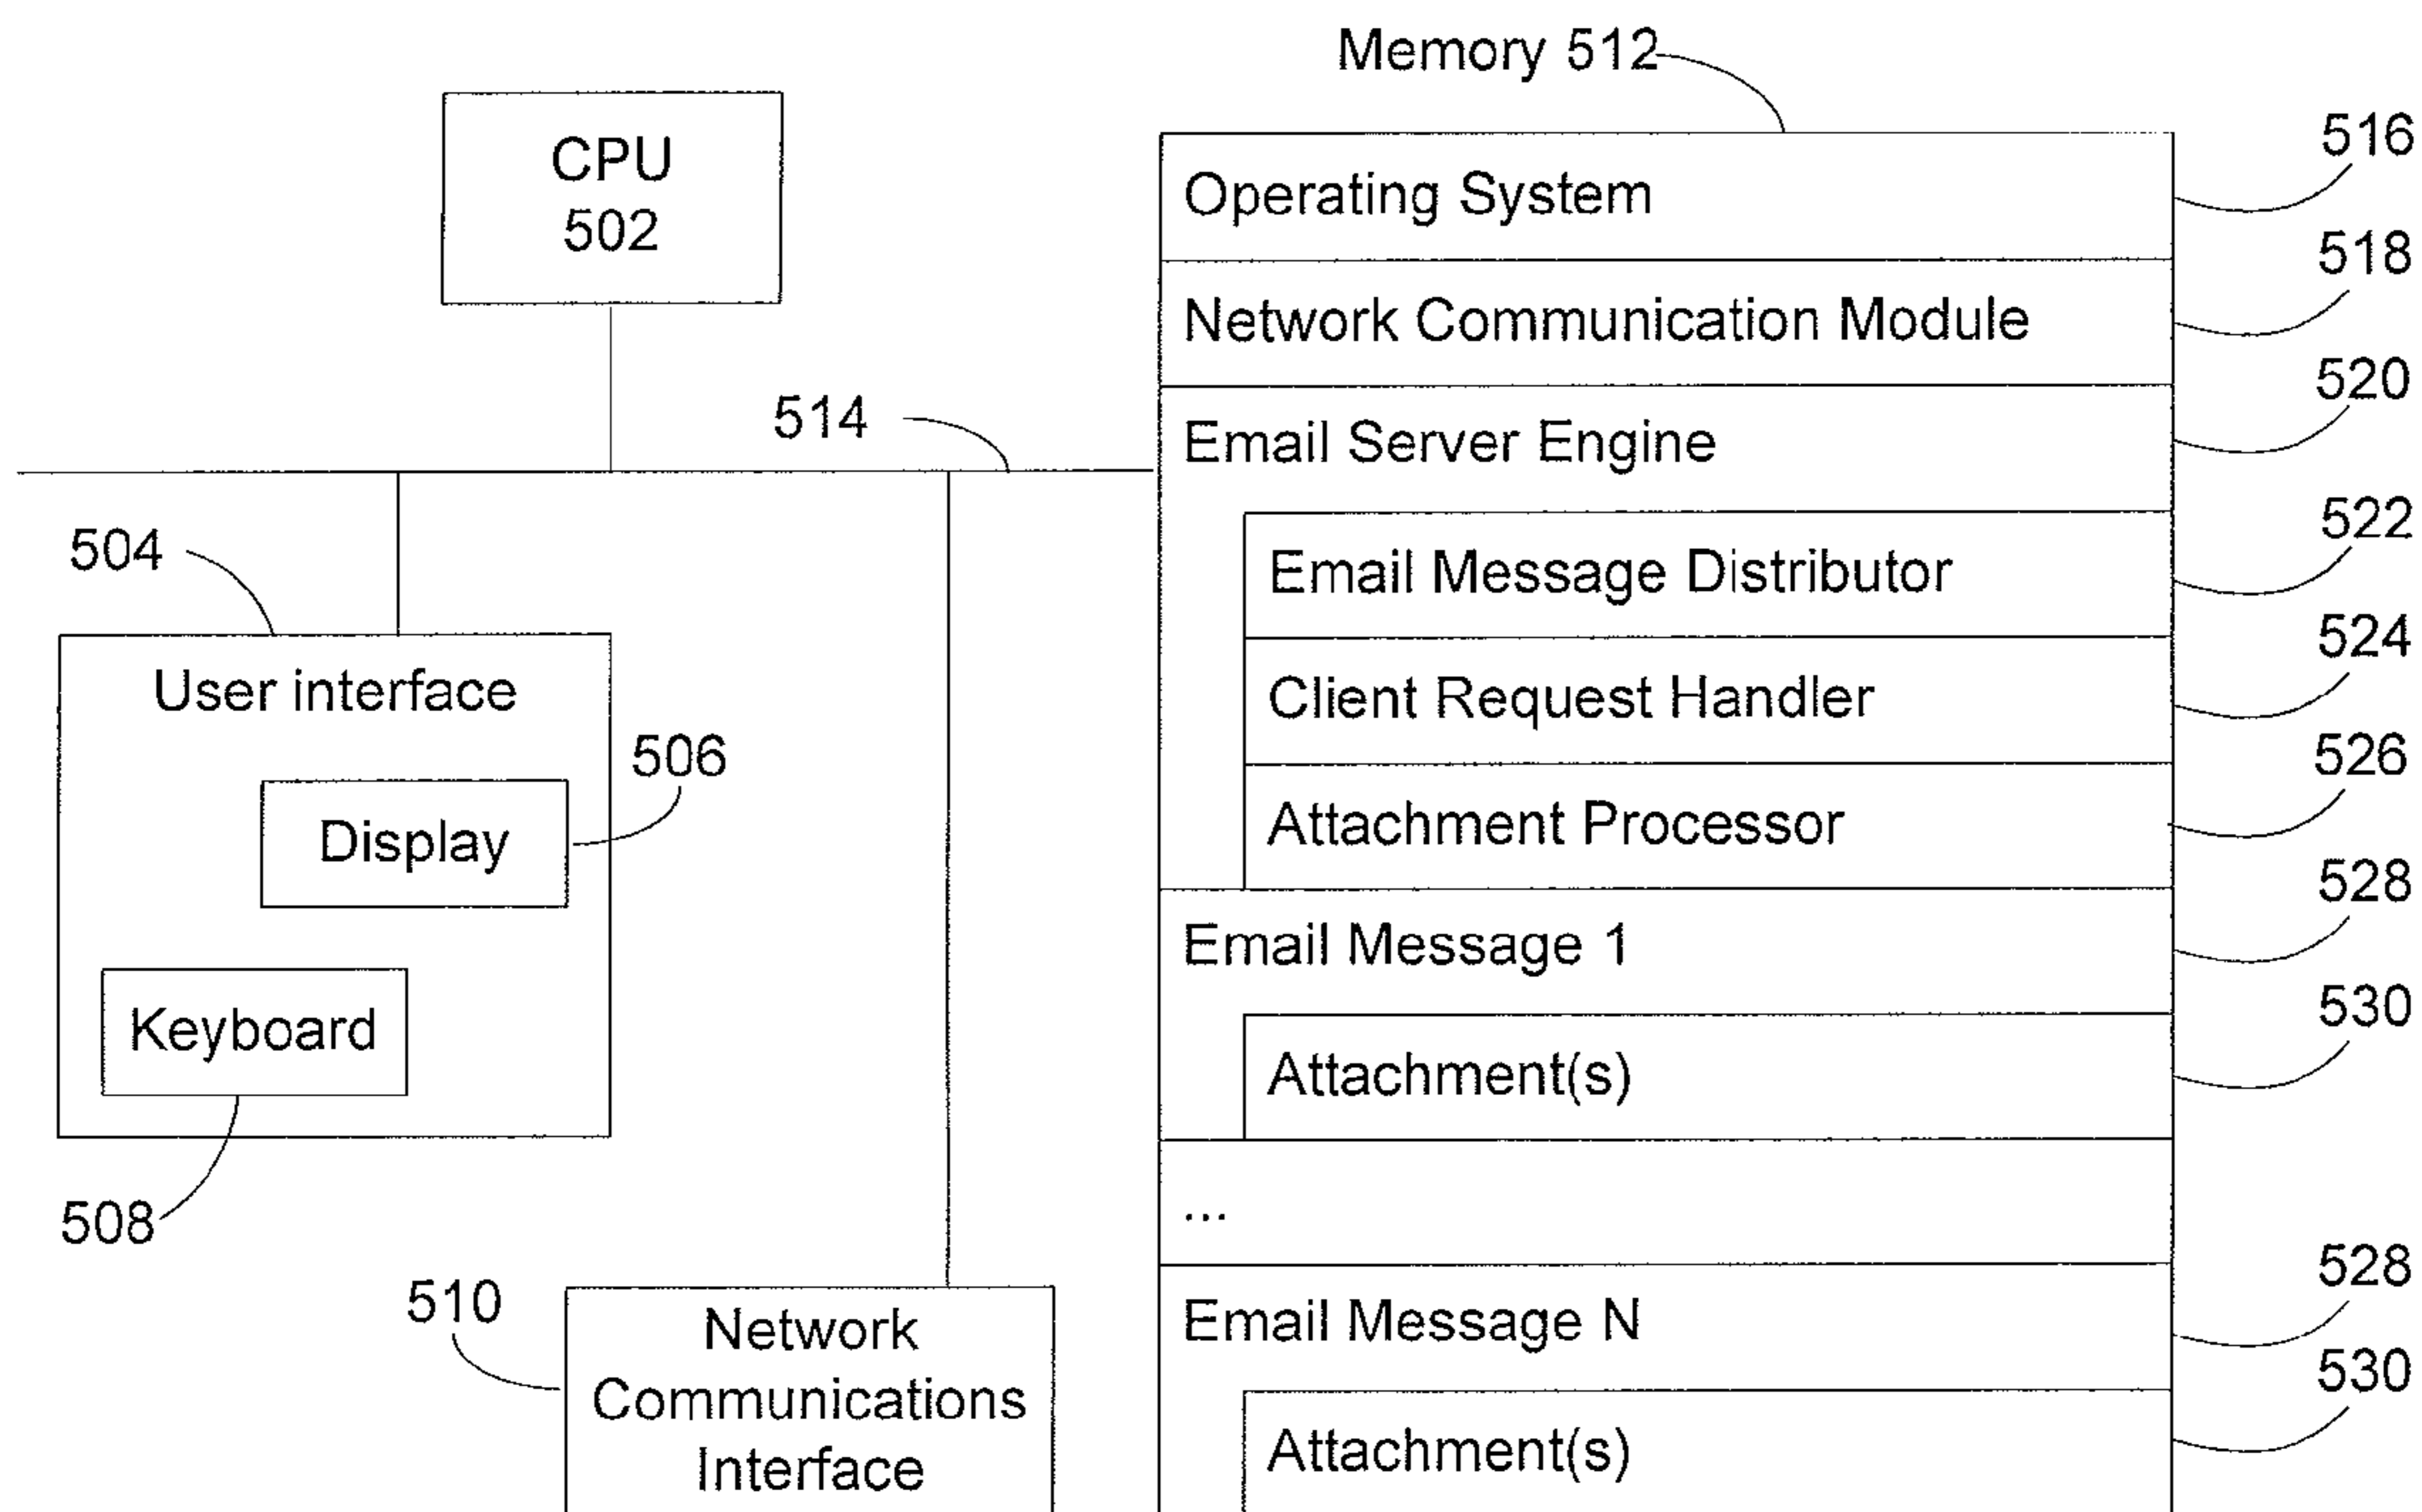 Memory 512
CPU
502
514
504
User interface
506
Display
Keyboard
508
510
Network
Communications
Interface
Operating System
516
Network Communication Module
518
Email Server Engine
520
Email Message Distributor
522
Client Request Handler
524
Attachment Processor
526
Email Message 1
528
Attachment(s)
530
...
Email Message N
528
Attachment(s)
530